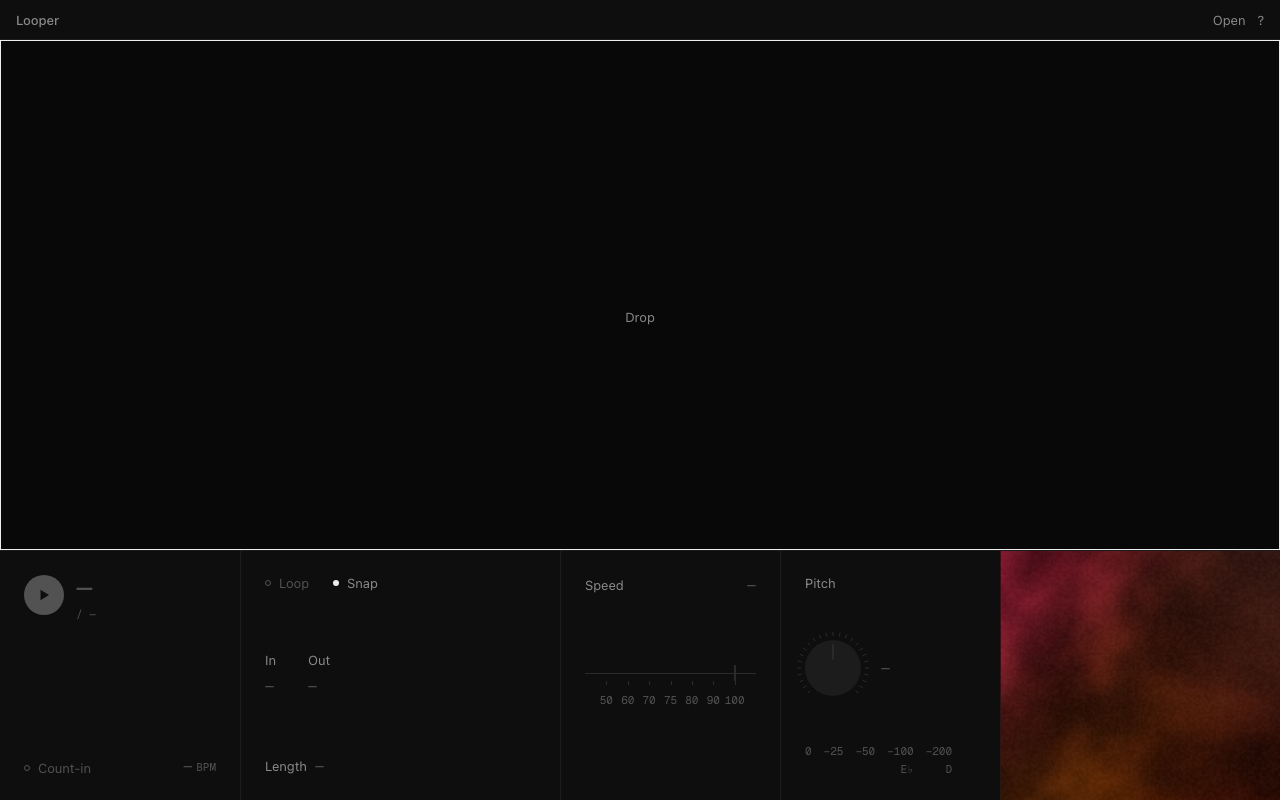 Looper
Open ?
Drop
—
/ –
Count-in
— BPM
Loop Snap
In Out
— —
Length —
Speed —
50 60 70 75 80 90 100
Pitch
—
0 −25 −50 −100 −200
E♭ D